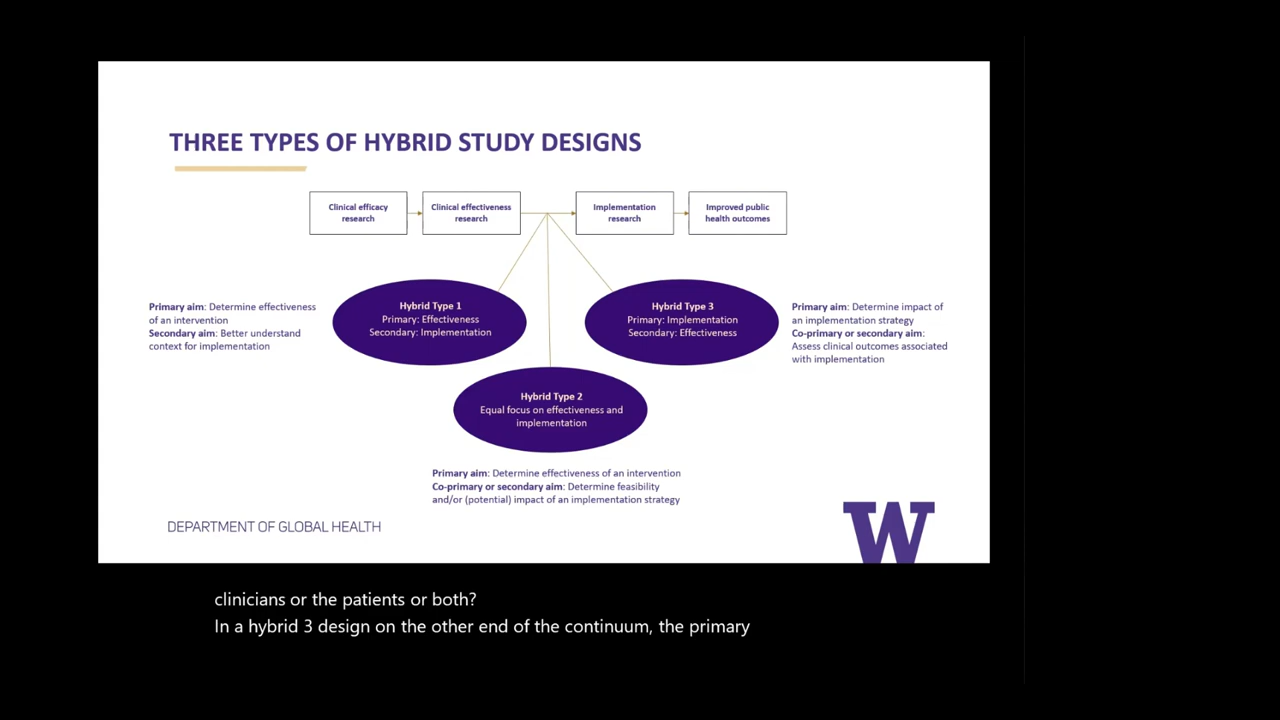 THREE TYPES OF HYBRID STUDY DESIGNS
Clinical efficacy
research
Clinical effectiveness
research
Implementation
research
Improved public
health outcomes
Primary aim: Determine effectiveness
of an intervention
Secondary aim: Better understand
context for implementation
Hybrid Type 1
Primary: Effectiveness
Secondary: Implementation
Hybrid Type 3
Primary: Implementation
Secondary: Effectiveness
Primary aim: Determine impact of
an implementation strategy
Co-primary or secondary aim:
Assess clinical outcomes associated
with implementation
Hybrid Type 2
Equal focus on effectiveness and
implementation
Primary aim: Determine effectiveness of an intervention
Co-primary or secondary aim: Determine feasibility
and/or (potential) impact of an implementation strategy
DEPARTMENT OF GLOBAL HEALTH
W
clinicians or the patients or both?
In a hybrid 3 design on the other end of the continuum, the primary